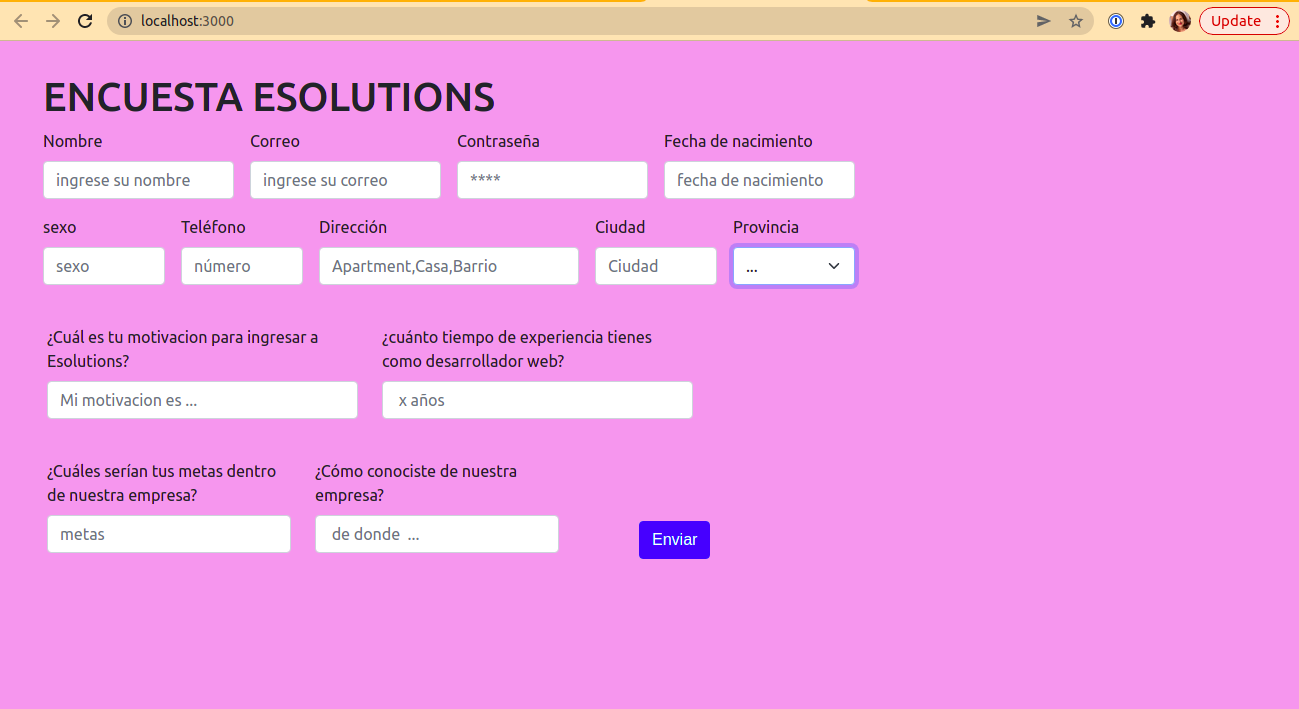 localhost:3000
Update
ENCUESTA ESOLUTIONS
Nombre Correo Contraseña Fecha de nacimiento
ingrese su nombre ingrese su correo **** fecha de nacimiento
sexo Teléfono Dirección Ciudad Provincia
sexo número Apartment,Casa,Barrio Ciudad ...
¿Cuál es tu motivacion para ingresar a
Esolutions?
¿cuánto tiempo de experiencia tienes
como desarrollador web?
Mi motivacion es ... x años
¿Cuáles serían tus metas dentro
de nuestra empresa?
¿Cómo conociste de nuestra
empresa?
metas de donde ...
Enviar